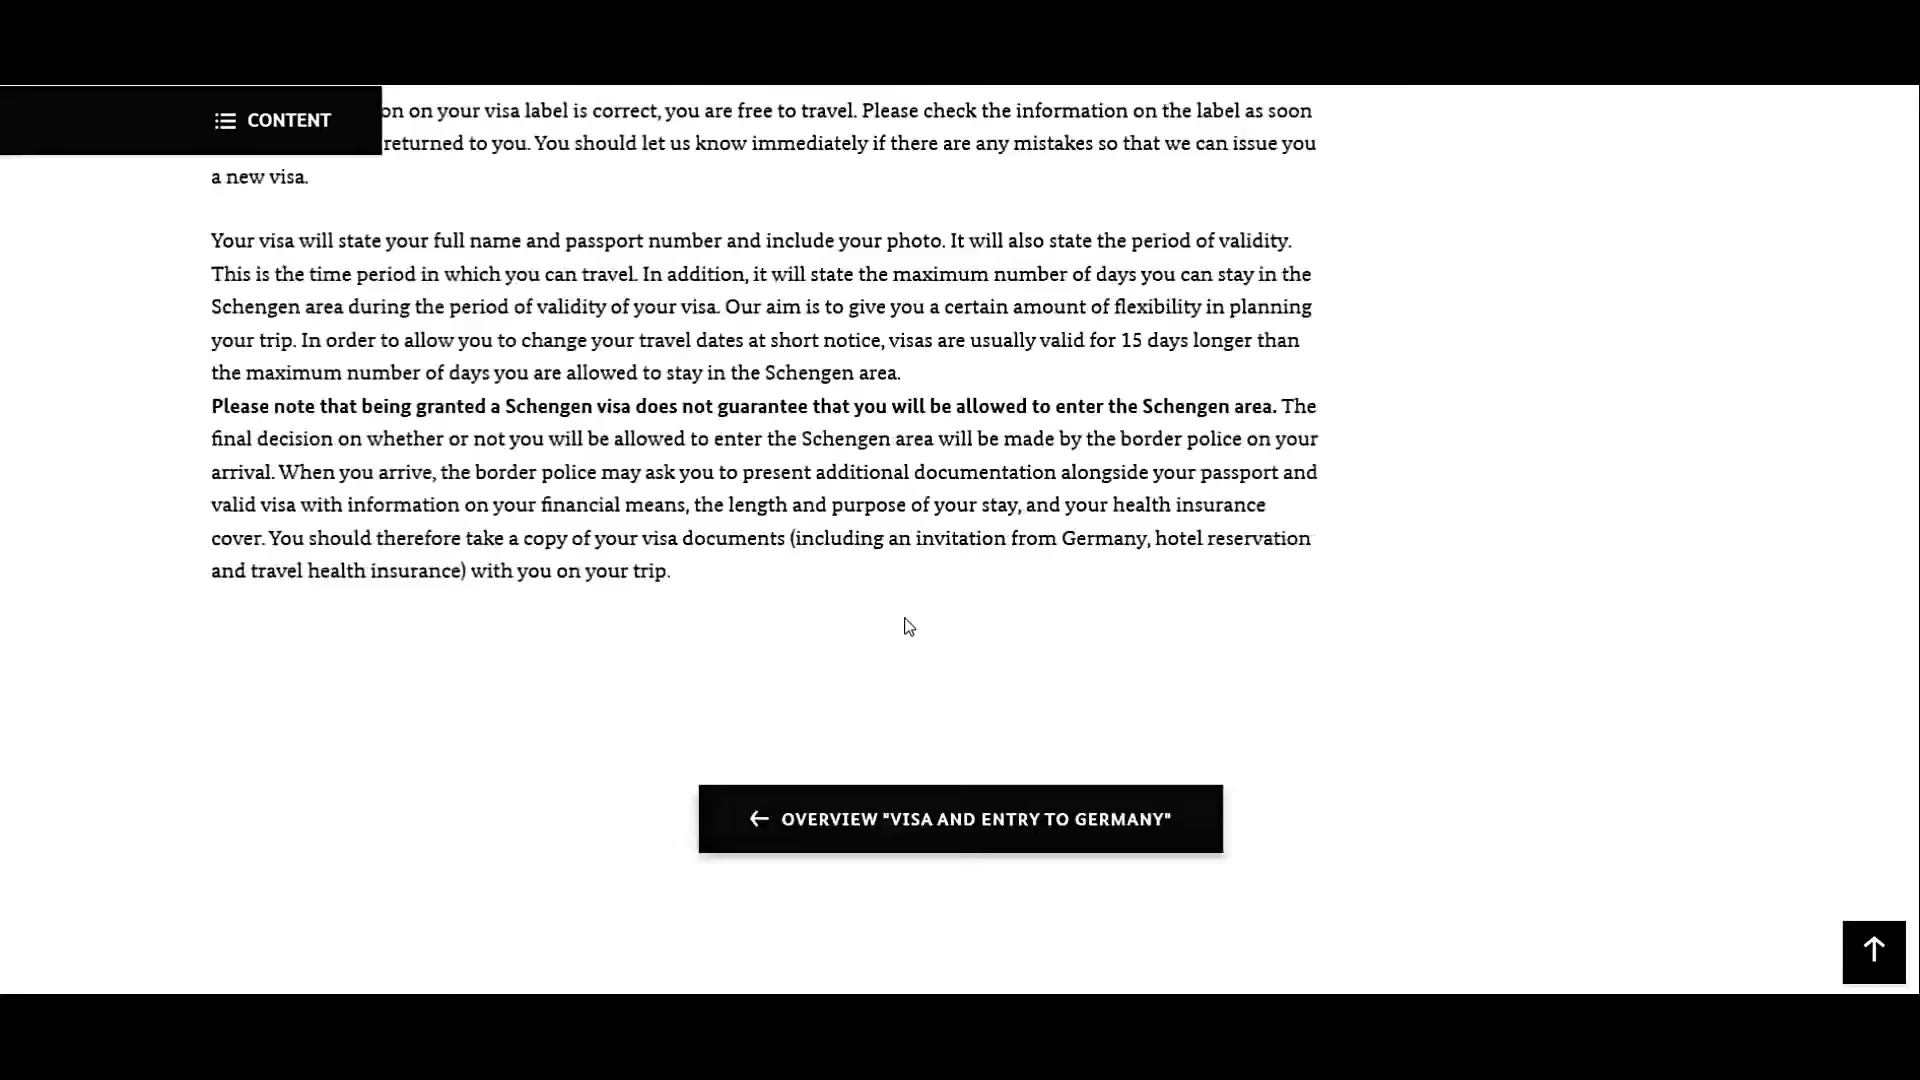 CONTENT
on on your visa label is correct, you are free to travel. Please check the information on the label as soon
returned to you. You should let us know immediately if there are any mistakes so that we can issue you
a new visa.
Your visa will state your full name and passport number and include your photo. It will also state the period of validity.
This is the time period in which you can travel. In addition, it will state the maximum number of days you can stay in the
Schengen area during the period of validity of your visa. Our aim is to give you a certain amount of flexibility in planning
your trip. In order to allow you to change your travel dates at short notice, visas are usually valid for 15 days longer than
the maximum number of days you are allowed to stay in the Schengen area.
Please note that being granted a Schengen visa does not guarantee that you will be allowed to enter the Schengen area. The
final decision on whether or not you will be allowed to enter the Schengen area will be made by the border police on your
arrival. When you arrive, the border police may ask you to present additional documentation alongside your passport and
valid visa with information on your financial means, the length and purpose of your stay, and your health insurance
cover. You should therefore take a copy of your visa documents (including an invitation from Germany, hotel reservation
and travel health insurance) with you on your trip.
OVERVIEW "VISA AND ENTRY TO GERMANY"